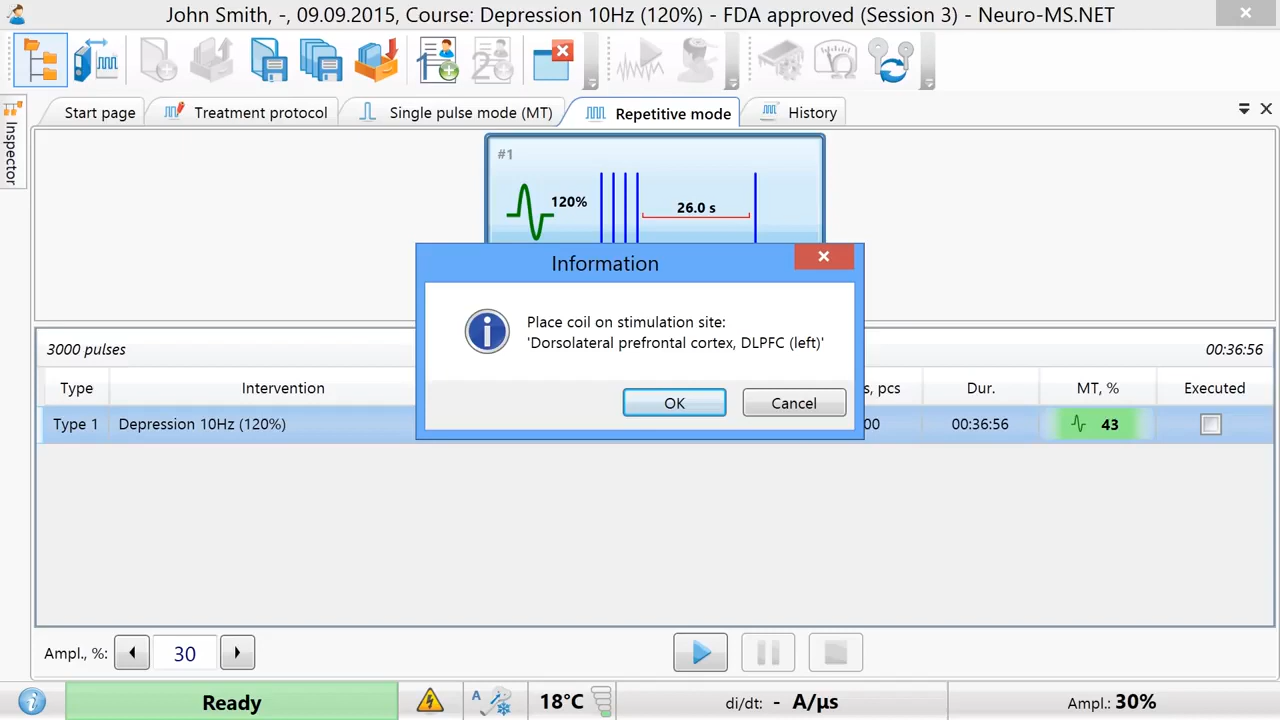 John Smith, -, 09.09.2015, Course: Depression 10Hz (120%) - FDA approved (Session 3) - Neuro-MS.NET
1
2
Inspector
Start page
Treatment protocol
Single pulse mode (MT)
Repetitive mode
History
#1
120%
26.0 s
Information
Place coil on stimulation site:
'Dorsolateral prefrontal cortex, DLPFC (left)'
OK
Cancel
3000 pulses
00:36:56
Type
Intervention
s, pcs
Dur.
MT, %
Executed
Type 1
Depression 10Hz (120%)
00
00:36:56
43
Ampl., %:
30
Ready
A
18°C
di/dt: - A/µs
Ampl.: 30%